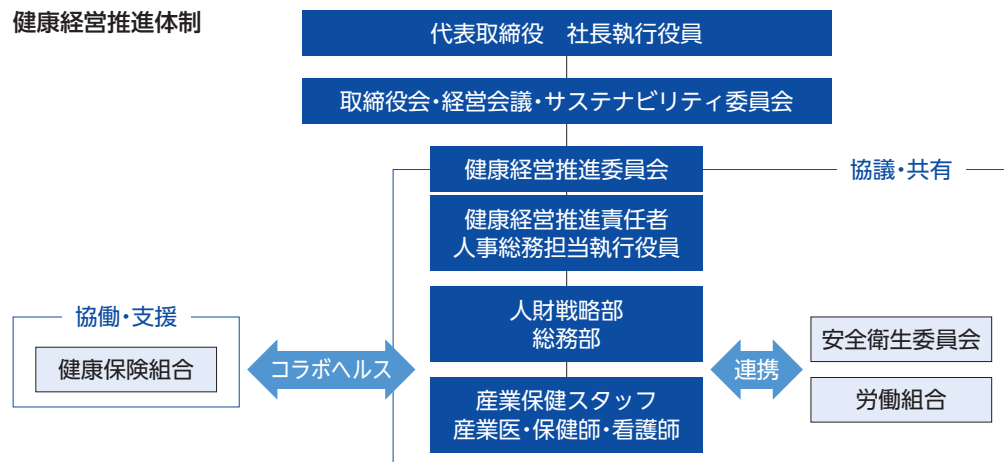 健康経営推進体制
代表取締役　社長執行役員
取締役会・経営会議・サステナビリティ委員会
健康経営推進委員会
協議・共有
健康経営推進責任者
人事総務担当執行役員
協働・支援
健康保険組合
コラボヘルス
人財戦略部
総務部
連携
安全衛生委員会
労働組合
産業保健スタッフ
産業医・保健師・看護師